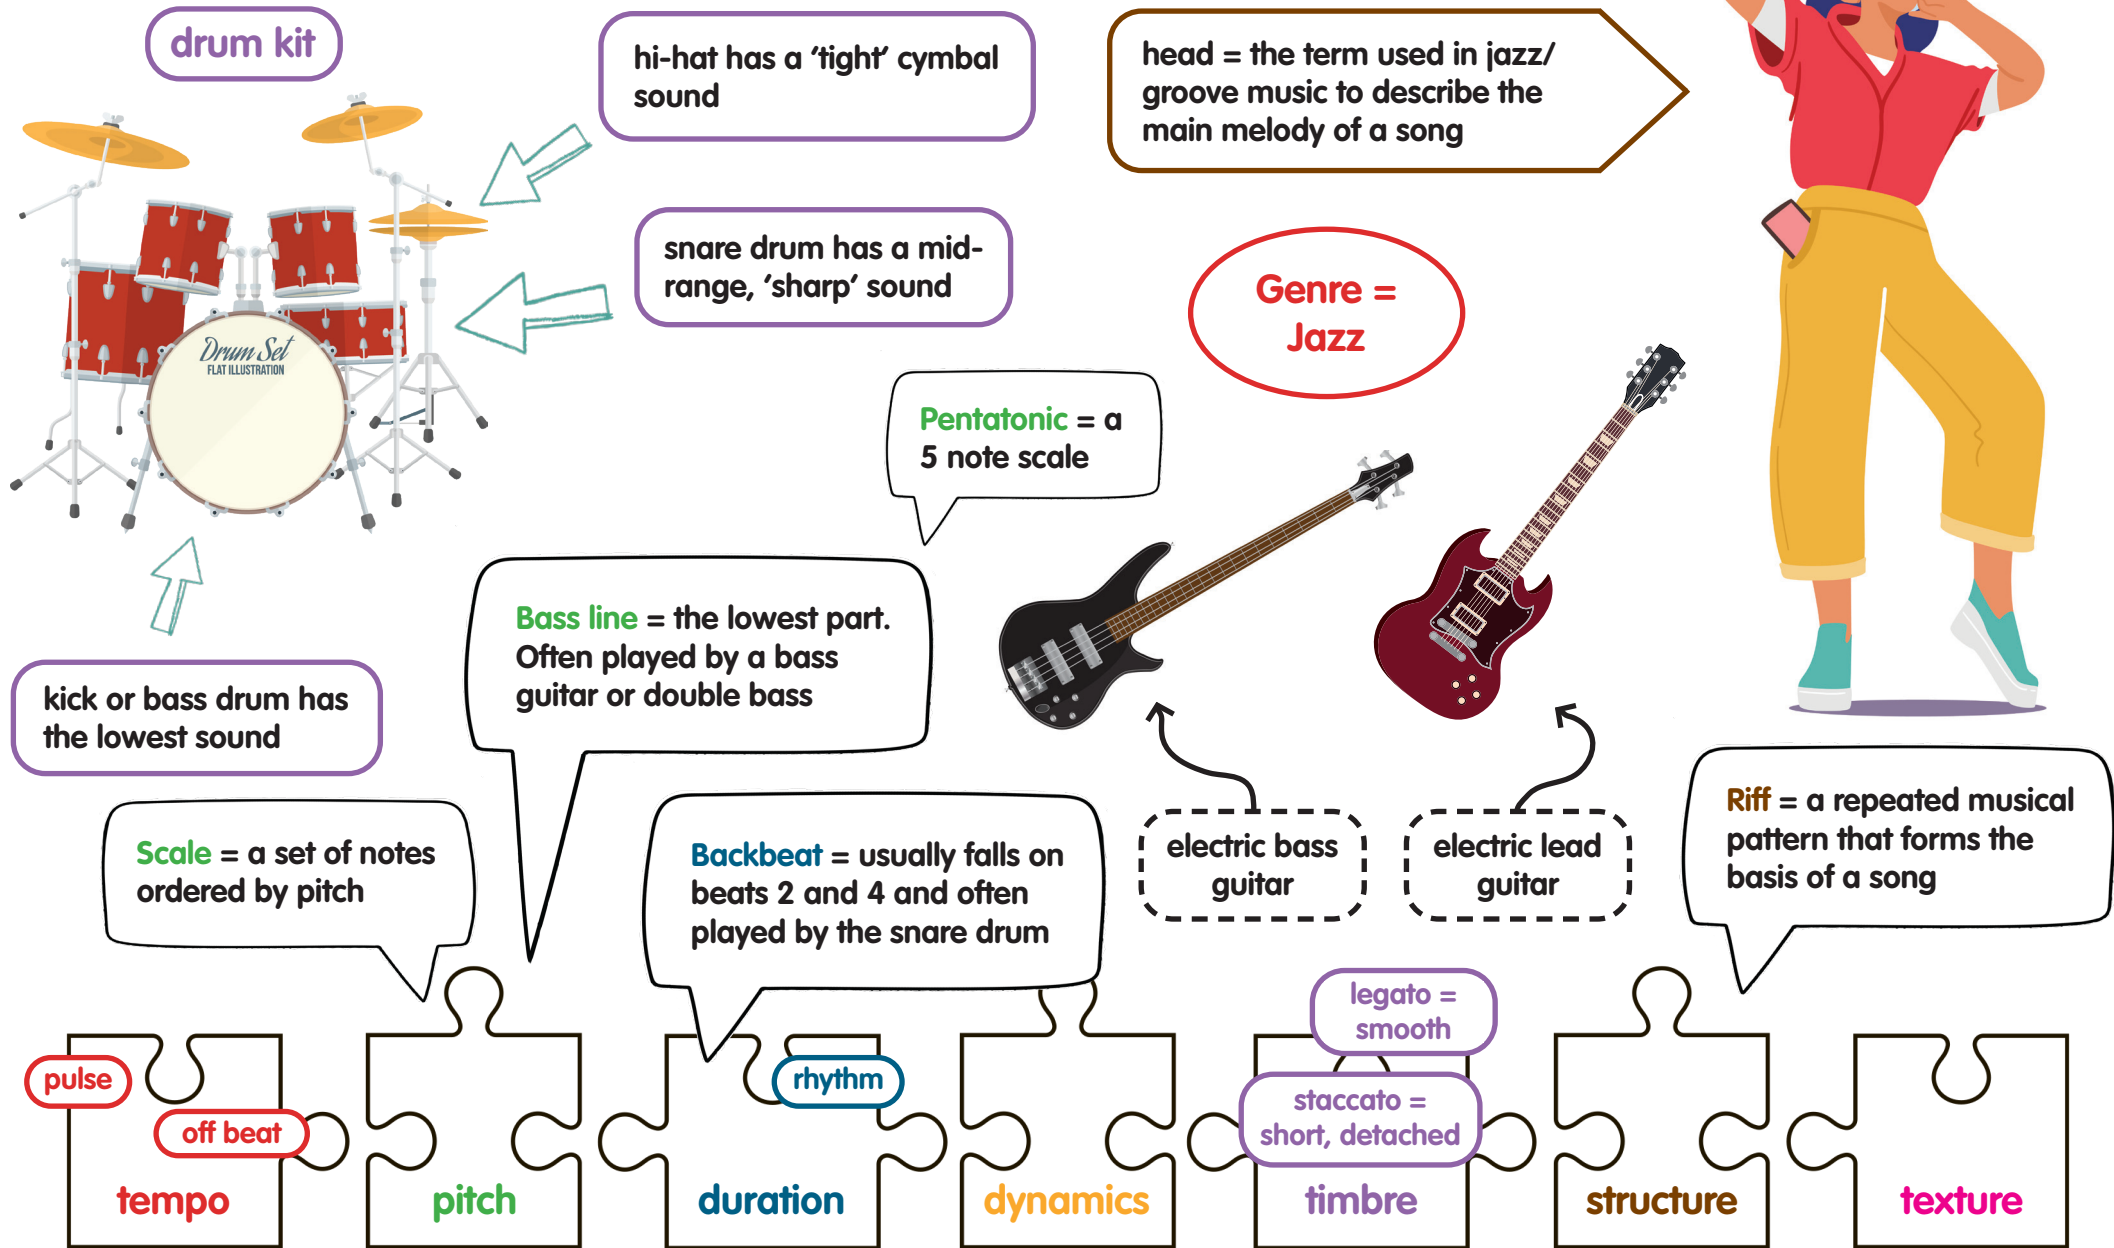 drum kit
hi-hat has a 'tight' cymbal
sound
head = the term used in jazz/
groove music to describe the
main melody of a song
snare drum has a mid-
range, 'sharp' sound
Genre =
Jazz
Drum Set
FLAT ILLUSTRATION
Pentatonic = a
5 note scale
Bass line = the lowest part.
Often played by a bass
guitar or double bass
kick or bass drum has
the lowest sound
Scale = a set of notes
ordered by pitch
Backbeat = usually falls on
beats 2 and 4 and often
played by the snare drum
electric bass
guitar
electric lead
guitar
Riff = a repeated musical
pattern that forms the
basis of a song
pulse
off beat
rhythm
legato =
smooth
staccato =
short, detached
tempo
pitch
duration
dynamics
timbre
structure
texture